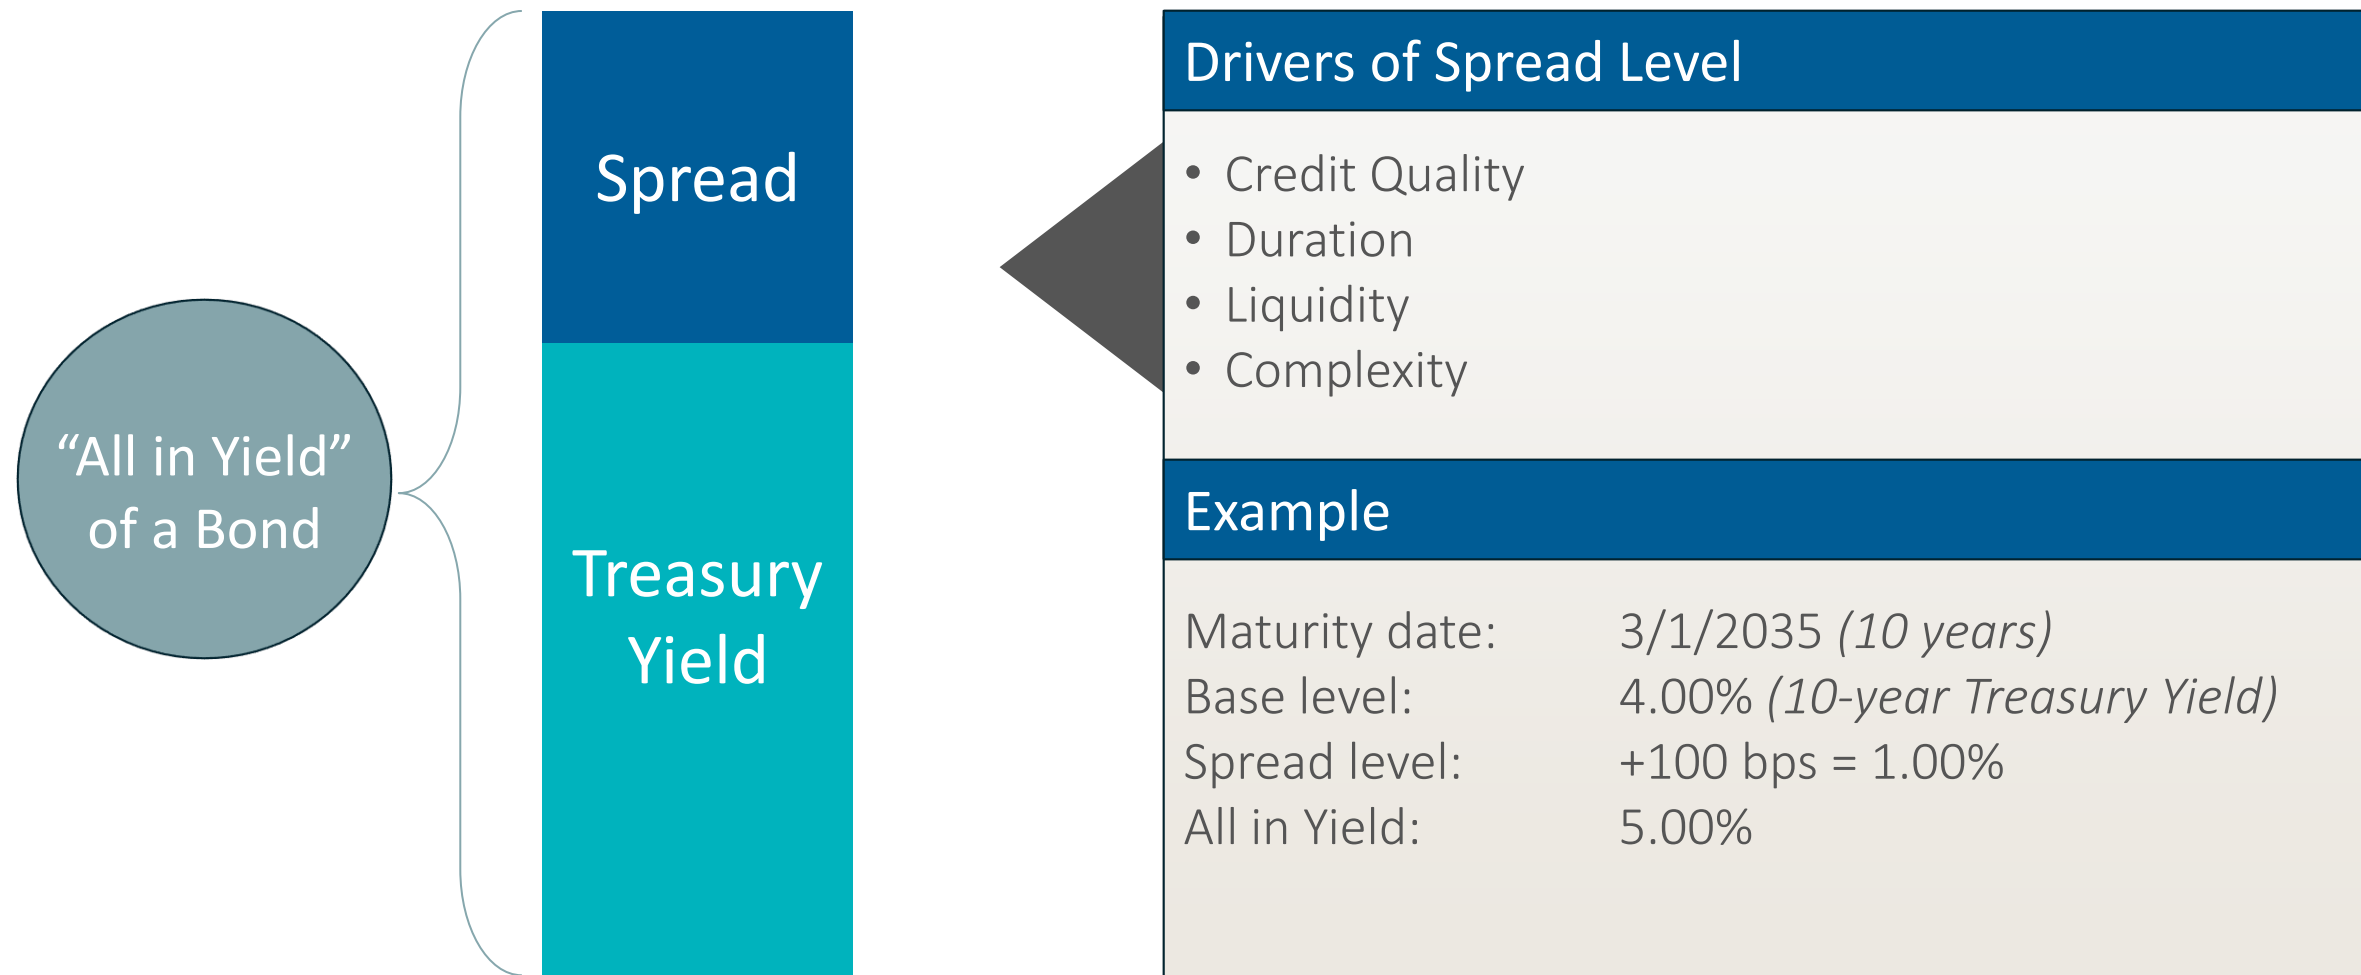 “All in Yield”
of a Bond
Spread
Treasury
Yield
Drivers of Spread Level
• Credit Quality
• Duration
• Liquidity
• Complexity
Example
Maturity date: 3/1/2035 (10 years)
Base level: 4.00% (10-year Treasury Yield)
Spread level: +100 bps = 1.00%
All in Yield: 5.00%